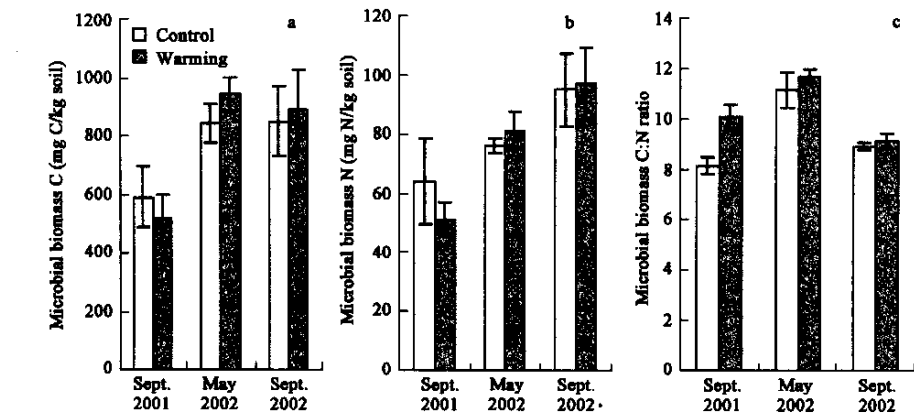 a
Control
Warming
Microbial biomass C (mg C/kg soil)
1200
1000
800
600
400
200
0
Sept. 2001
May 2002
Sept. 2002
b
Microbial biomass N (mg N/kg soil)
120
100
80
60
40
20
0
Sept. 2001
May 2002
Sept. 2002
c
Microbial biomass C:N ratio
14
12
10
8
6
4
2
0
Sept. 2001
May 2002
Sept. 2002